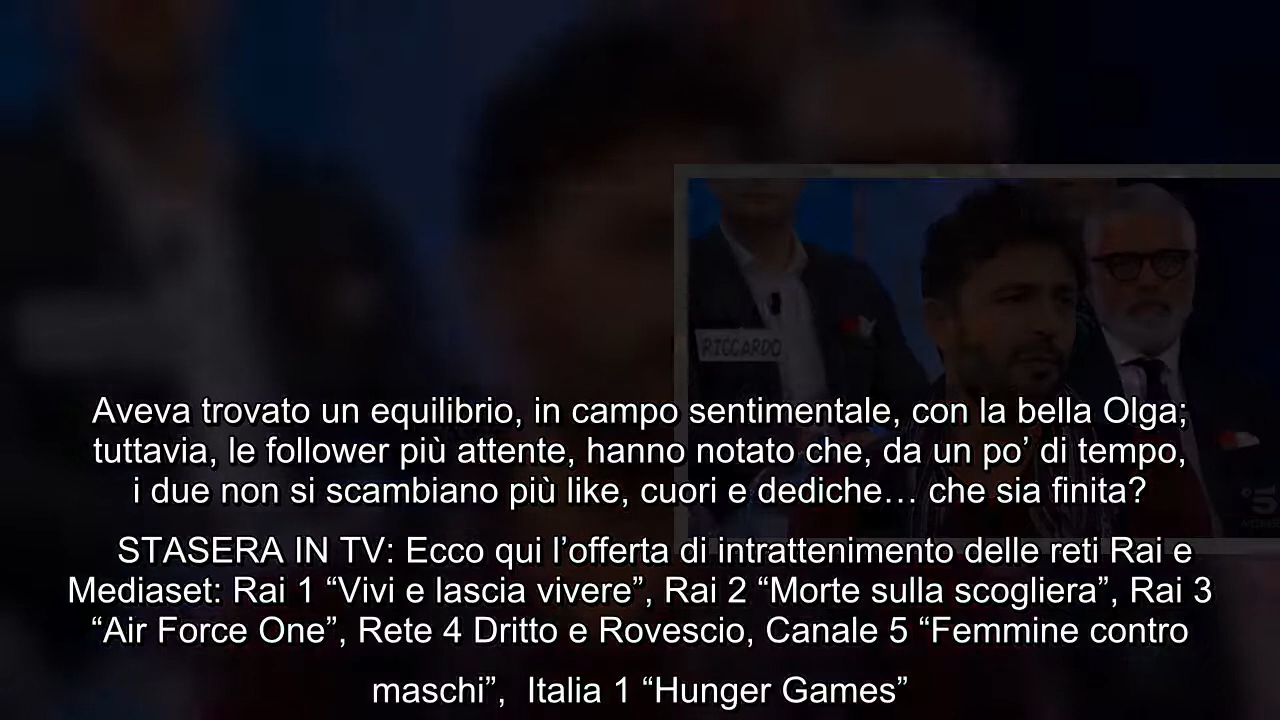 RICCARDO
Aveva trovato un equilibrio, in campo sentimentale, con la bella Olga;
tuttavia, le follower più attente, hanno notato che, da un po’ di tempo,
i due non si scambiano più like, cuori e dediche… che sia finita?
STASERA IN TV: Ecco qui l’offerta di intrattenimento delle reti Rai e
Mediaset: Rai 1 “Vivi e lascia vivere”, Rai 2 “Morte sulla scogliera”, Rai 3
“Air Force One”, Rete 4 Dritto e Rovescio, Canale 5 “Femmine contro
maschi”,  Italia 1 “Hunger Games”